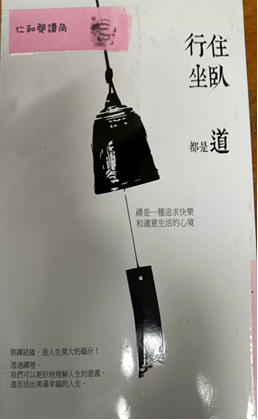 仁和閱讀角
行住
坐臥
都是道
禪是一種追求快樂
和適意生活的心境
與禪結緣,是人生莫大的福分!
透過禪理,
我們可以更好地理解人生的意義,
進而活出美滿幸福的人生。